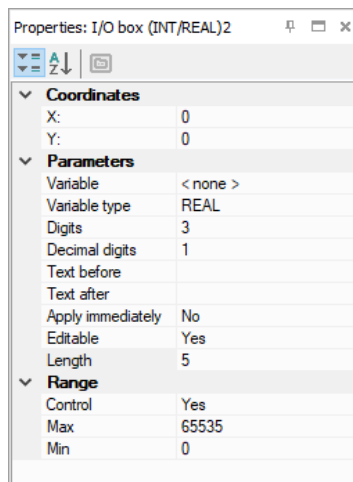 Properties: I/O box (INT/REAL)2
Coordinates
X: 0
Y: 0
Parameters
Variable < none >
Variable type REAL
Digits 3
Decimal digits 1
Text before
Text after
Apply immediately No
Editable Yes
Length 5
Range
Control Yes
Max 65535
Min 0